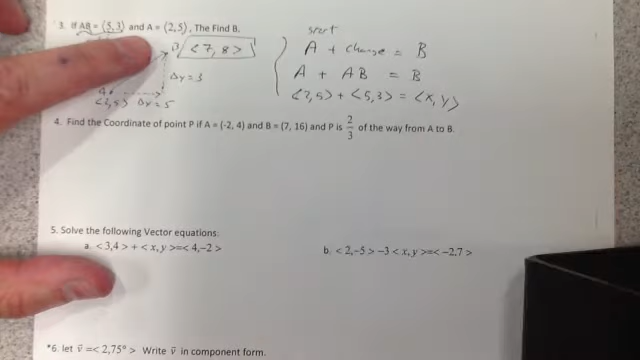 3. If AB = ⟨5, 3⟩ and A = (2, 5), The Find B.
B < 7, 8 >
Δy = 3
A
<2,5> Δy = 5
start
A + change = B
A + AB = B
<2,5> + <5,3> = <x, y>
4. Find the Coordinate of point P if A = (-2, 4) and B = (7, 16) and P is 2/3 of the way from A to B.
5. Solve the following Vector equations:
a. < 3,4 > + < x, y >=< 4, −2 >
b. < 2, −5 > −3 < x, y >=< −2,7 >
*6. let v⃗ =< 2,75° > Write v⃗ in component form.